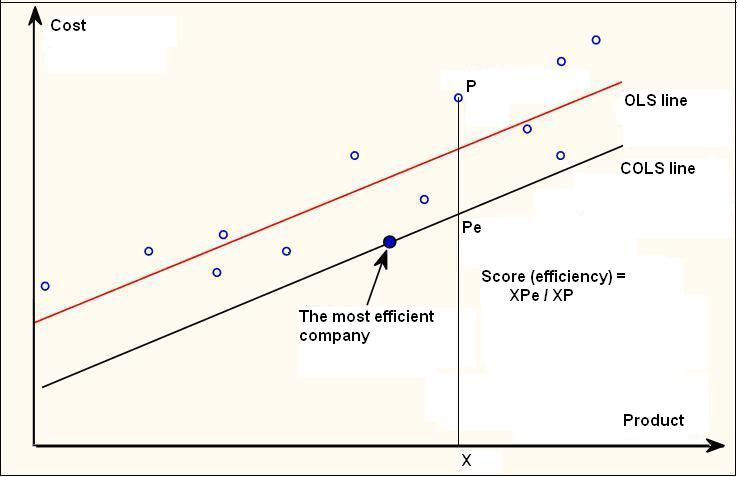 Cost
P
OLS line
COLS line
Pe
Score (efficiency) =
XPe / XP
The most efficient
company
Product
X